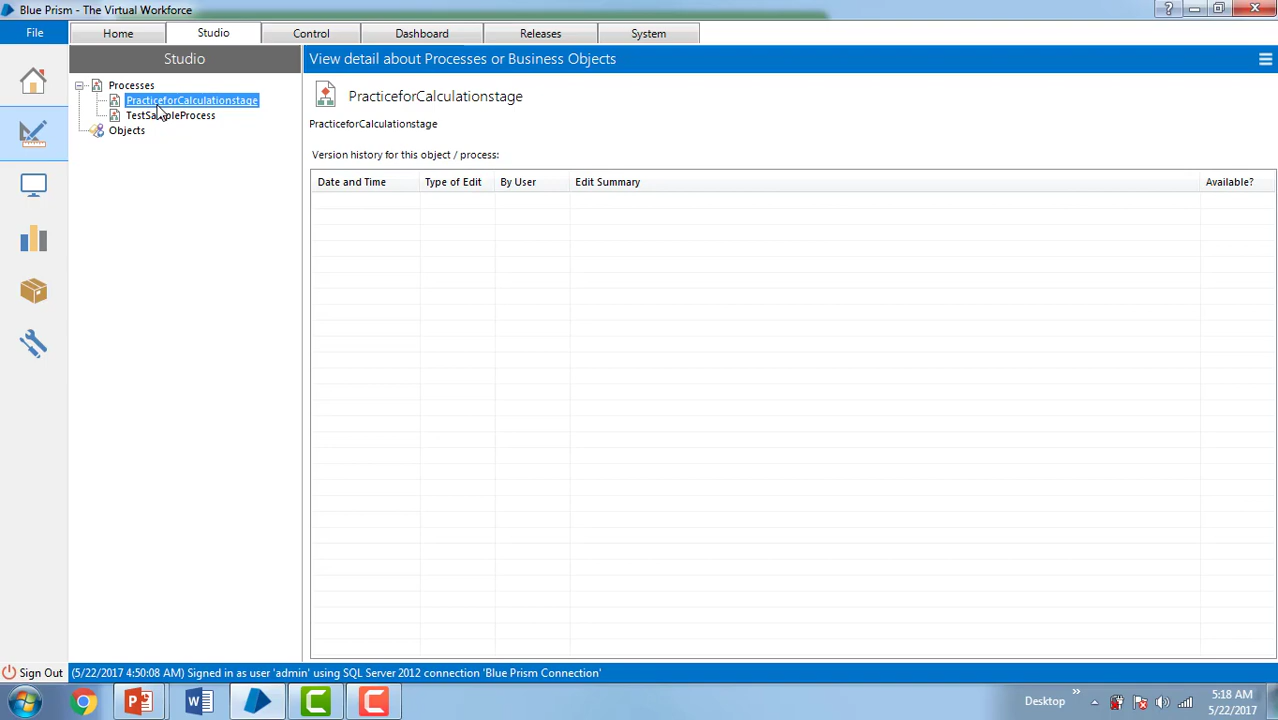 Blue Prism - The Virtual Workforce
?
File
Home
Studio
Control
Dashboard
Releases
System
Studio
View detail about Processes or Business Objects
Processes
PracticeforCalculationstage
TestSampleProcess
Objects
PracticeforCalculationstage
PracticeforCalculationstage
Version history for this object / process:
Date and Time
Type of Edit
By User
Edit Summary
Available?
Sign Out
(5/22/2017 4:50:08 AM) Signed in as user 'admin' using SQL Server 2012 connection 'Blue Prism Connection'
Desktop
5:18 AM
5/22/2017